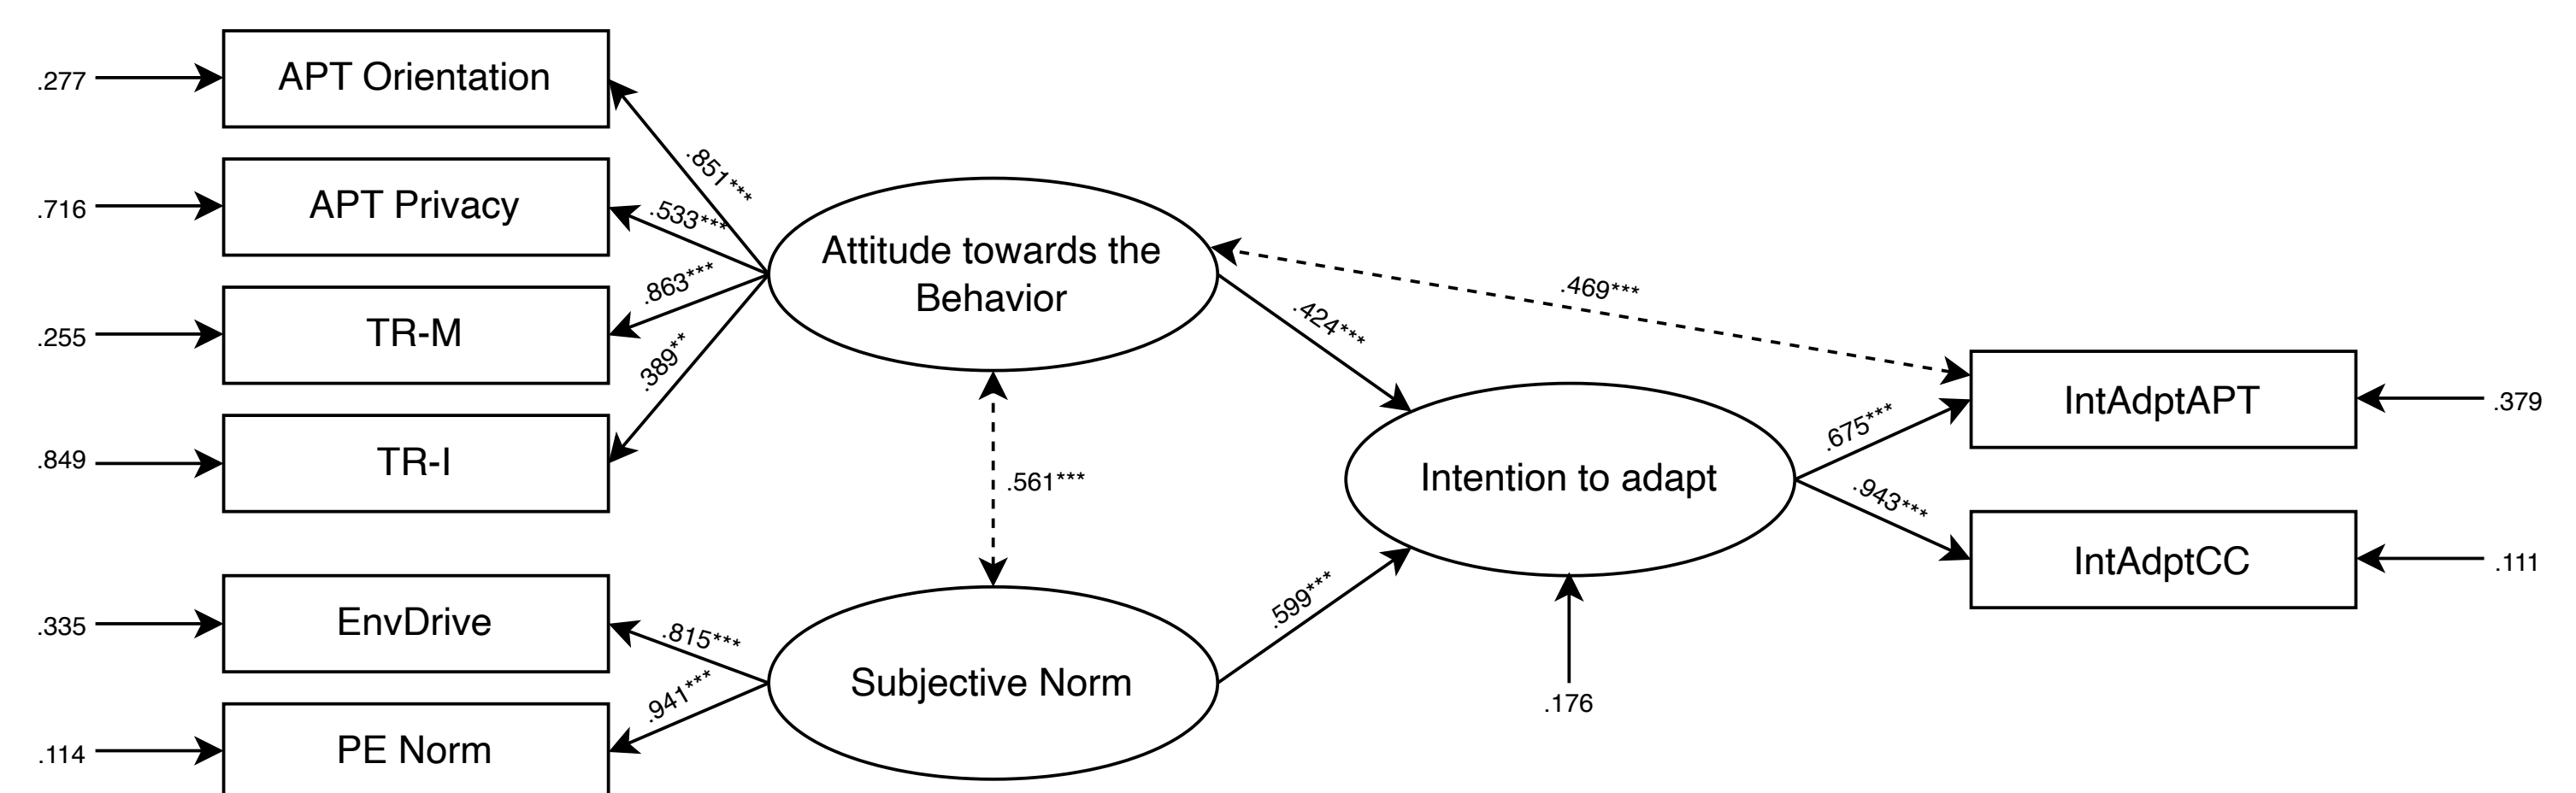 .277
APT Orientation
.851***
.716
APT Privacy
.533***
.255
TR-M
.863***
.849
TR-I
.389**
Attitude towards the
Behavior
.469***
.424***
.561***
Intention to adapt
.675***
IntAdptAPT
.379
.943***
IntAdptCC
.111
.335
EnvDrive
.815***
.114
PE Norm
.941***
Subjective Norm
.599***
.176